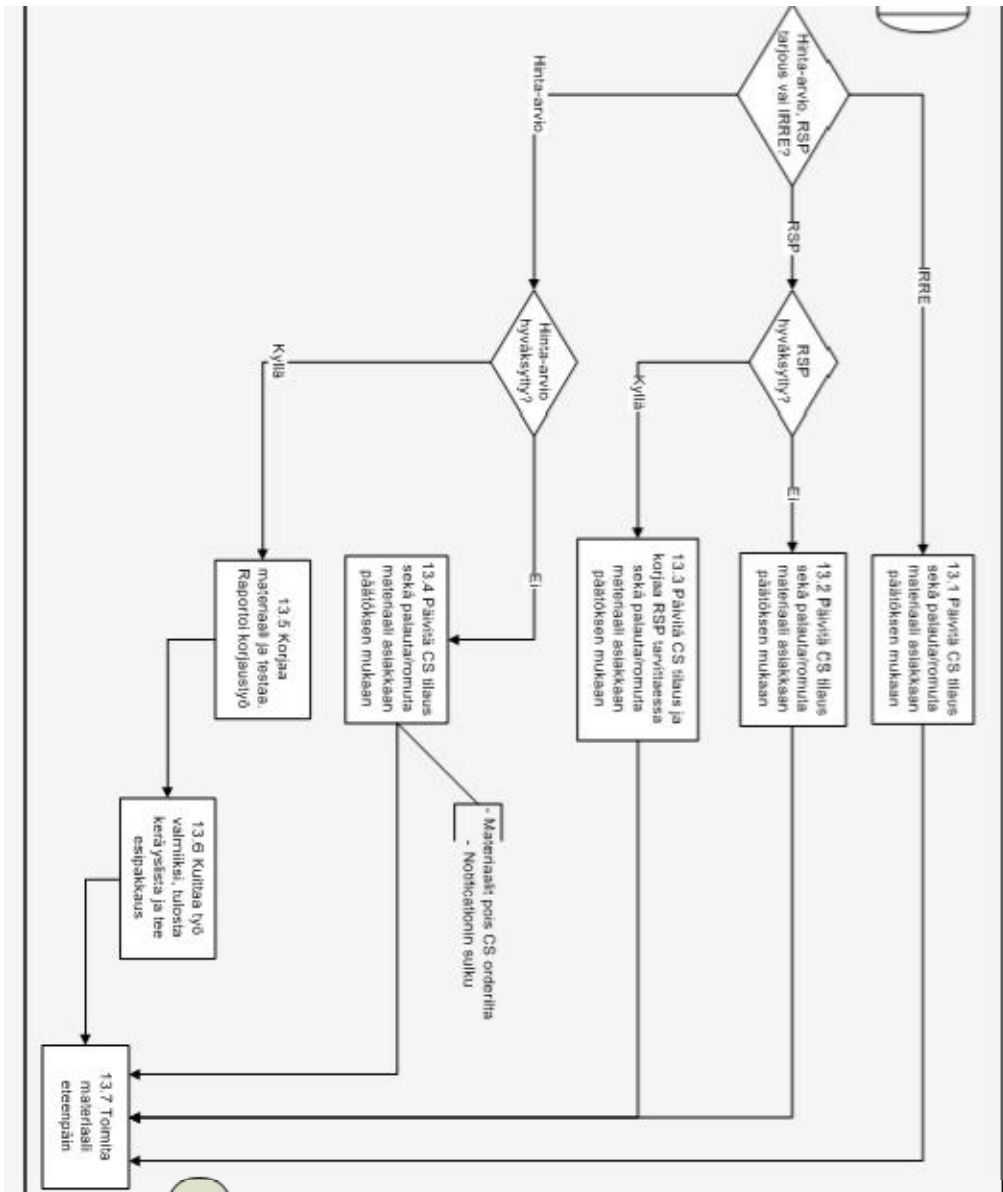 Hinta-arvio, RSP
tarjous vai IRRE?
IRRE
RSP
Hinta-arvio
RSP
hyväksytty?
Hinta-arvio
hyväksytty?
Ei
Kyllä
Ei
Kyllä
13.1 Päivitä CS tilaus
sekä palauta/romuta
materiaali asiakkaan
päätöksen mukaan
13.2 Päivitä CS tilaus
sekä palauta/romuta
materiaali asiakkaan
päätöksen mukaan
13.3 Päivitä CS tilaus ja
korjaa RSP tarvittaessa
sekä palauta/romuta
materiaali asiakkaan
päätöksen mukaan
13.4 Päivitä CS tilaus
sekä palauta/romuta
materiaali asiakkaan
päätöksen mukaan
- Materiaalit pois CS orderilta
- Notificationin sulku
13.5 Korjaa
materiaali ja testaa.
Raportoi korjaustyö
13.6 Kuittaa työ
valmiiksi, tulosta
keräyslista ja tee
esipakkaus
13.7 Toimita
materiaali
eteenpäin